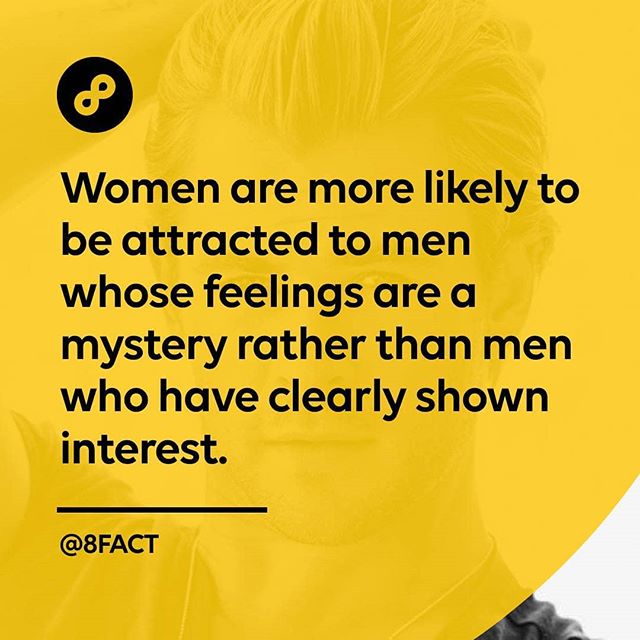 Women are more likely to
be attracted to men
whose feelings are a
mystery rather than men
who have clearly shown
interest.
@8FACT